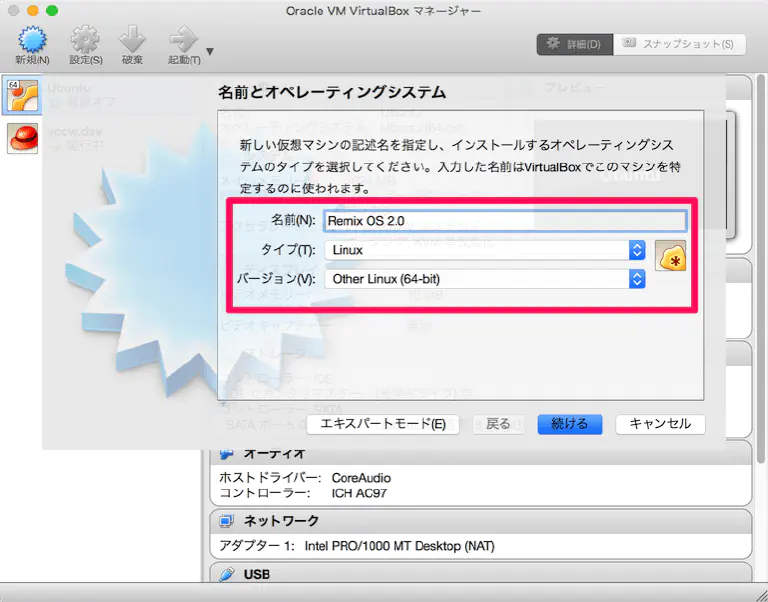 Oracle VM VirtualBox マネージャー
新規(N)
設定(S)
破棄
起動(T)
詳細(D)
スナップショット(S)
64
Ubuntu
電源オフ
vccw.dev
実行中
プレビュー
名前とオペレーティングシステム
新しい仮想マシンの記述名を指定し、インストールするオペレーティングシス
テムのタイプを選択してください。入力した名前はVirtualBoxでこのマシンを特
定するのに使われます。
名前(N):
Remix OS 2.0
タイプ(T):
Linux
バージョン(V):
Other Linux (64-bit)
エキスパートモード(E)
戻る
続ける
キャンセル
オーディオ
ホストドライバー: CoreAudio
コントローラー: ICH AC97
ネットワーク
アダプター 1: Intel PRO/1000 MT Desktop (NAT)
USB